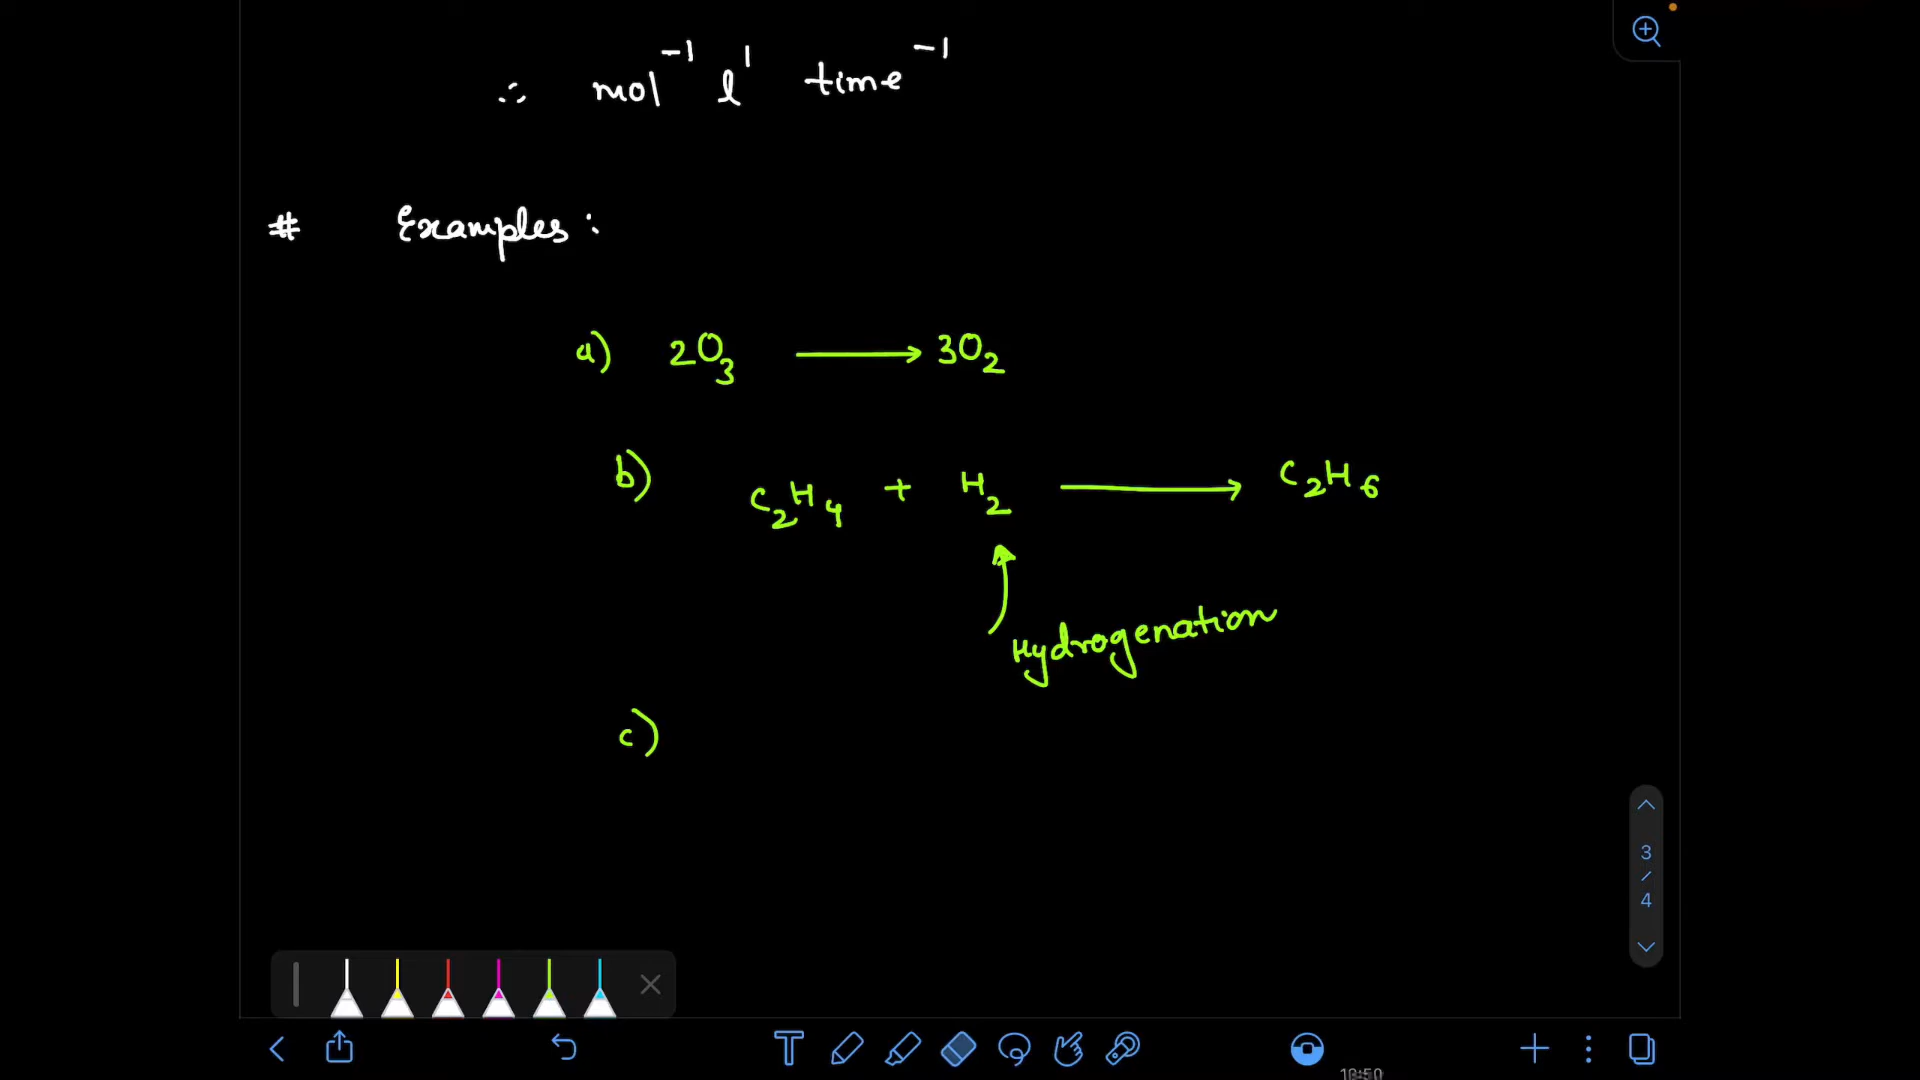 ∴ mol⁻¹ l¹ time⁻¹
# Examples:
a) 2O₃ ⟶ 3O₂
b) C₂H₄ + H₂ ⟶ C₂H₆
Hydrogenation
c)
3
/
4
T